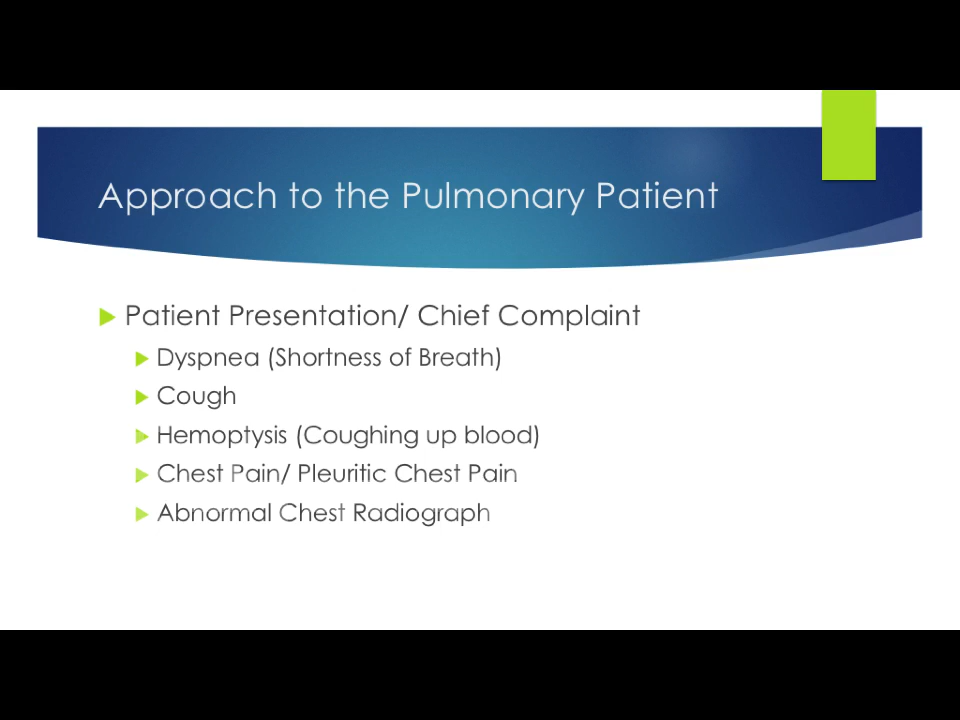 Approach to the Pulmonary Patient
Patient Presentation/ Chief Complaint
Dyspnea (Shortness of Breath)
Cough
Hemoptysis (Coughing up blood)
Chest Pain/ Pleuritic Chest Pain
Abnormal Chest Radiograph